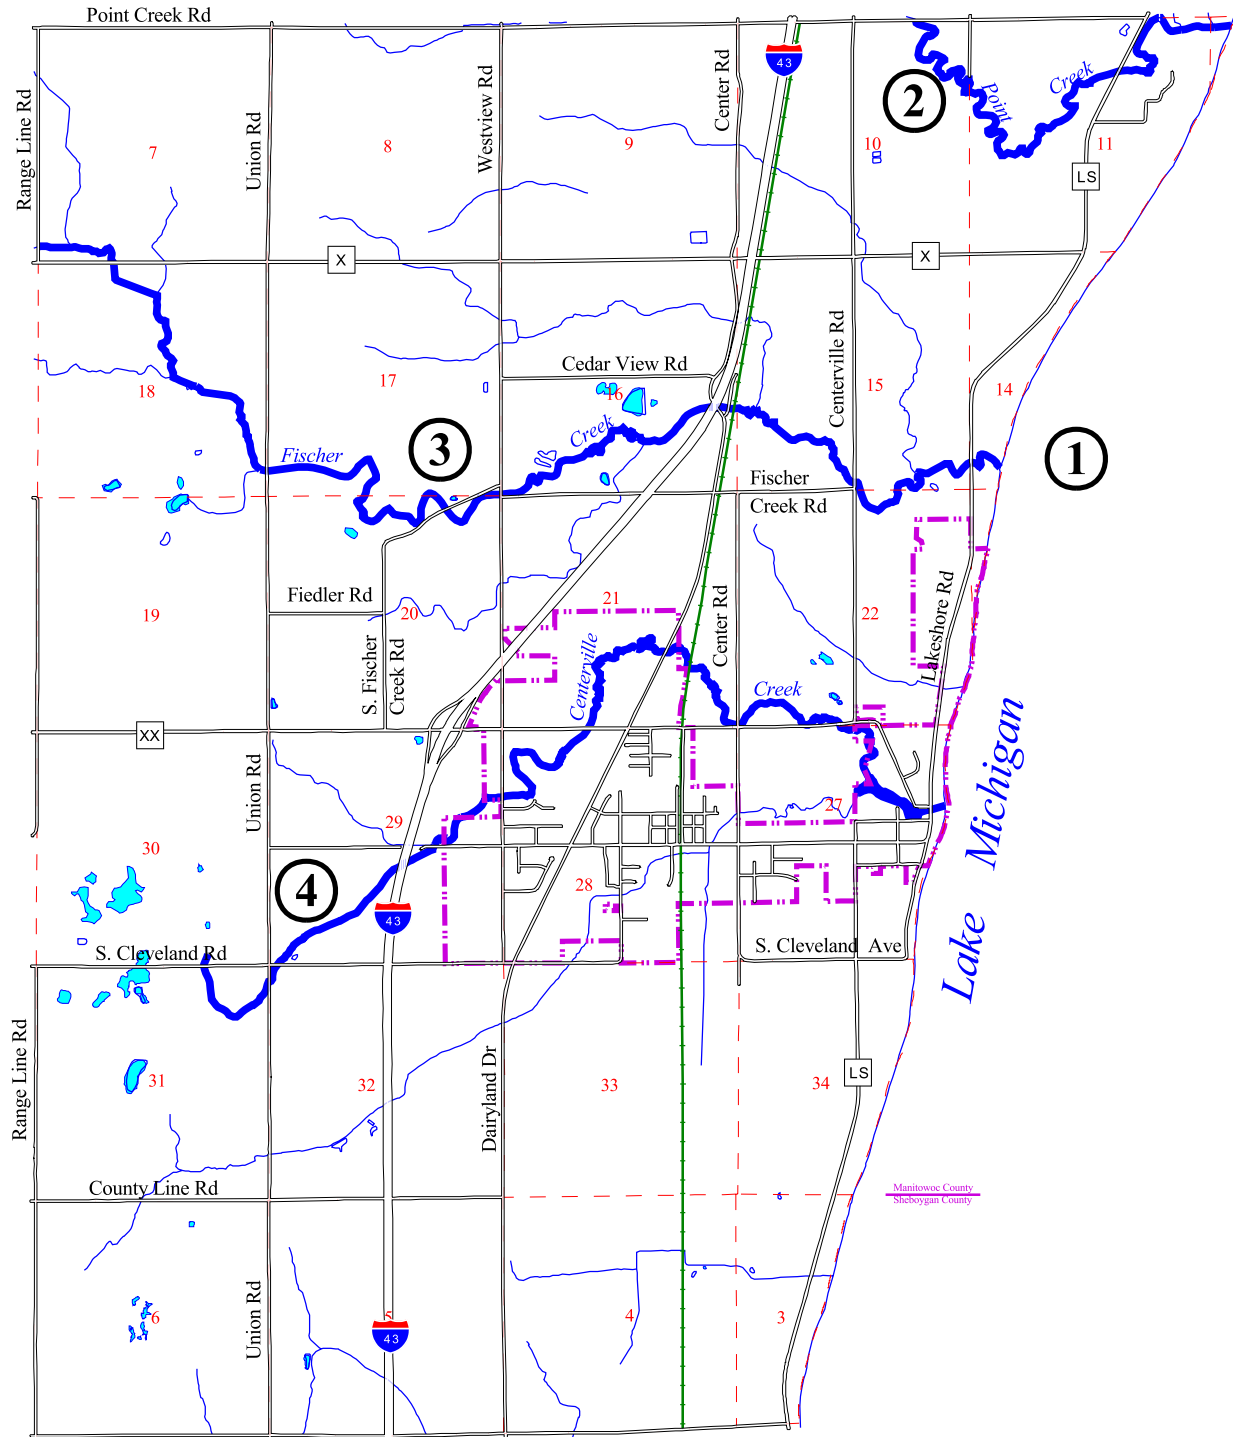 Point Creek Rd
Range Line Rd
Union Rd
Westview Rd
Center Rd
43
2
Point
Creek
7
8
9
10
11
LS
X
X
Cedar View Rd
Centerville Rd
18
17
16
15
14
Fischer
3
Creek
1
Fischer
Creek Rd
Fiedler Rd
19
20
21
22
S. Fischer
Creek Rd
Centerville
Center Rd
Creek
Lakeshore Rd
XX
Union Rd
Lake Michigan
30
29
28
27
4
43
S. Cleveland Rd
S. Cleveland Ave
Range Line Rd
31
32
Dairyland Dr
33
34
LS
County Line Rd
Manitowoc County
Sheboygan County
Union Rd
6
5
4
3
43